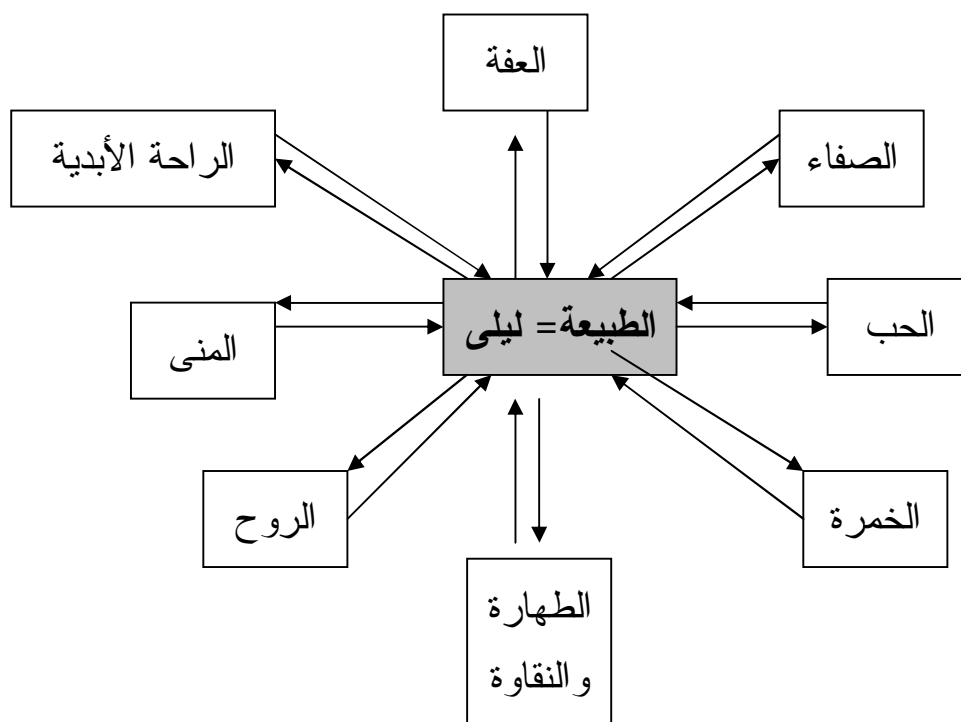 العفة
الصفاء
الراحة الأبدية
الطبيعة= ليلى
الحب
المنى
الخمرة
الروح
الطهارة
والنقاوة